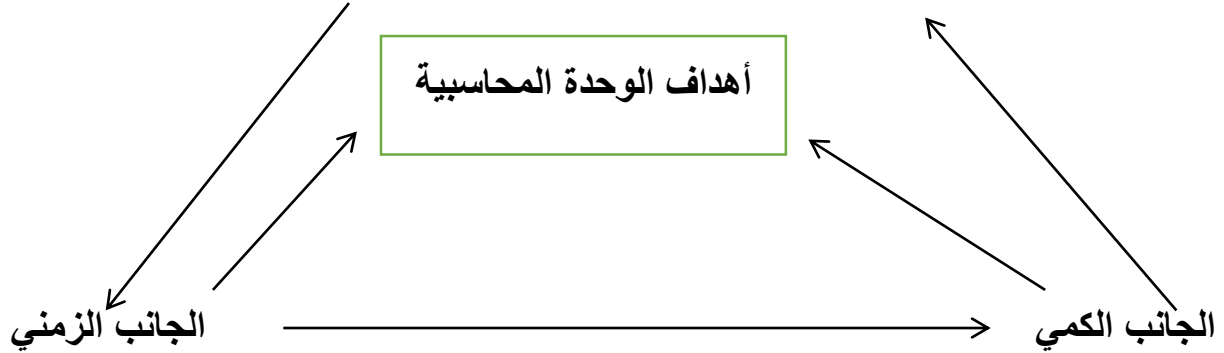 أهداف الوحدة المحاسبية
الجانب الكمي
الجانب الزمني